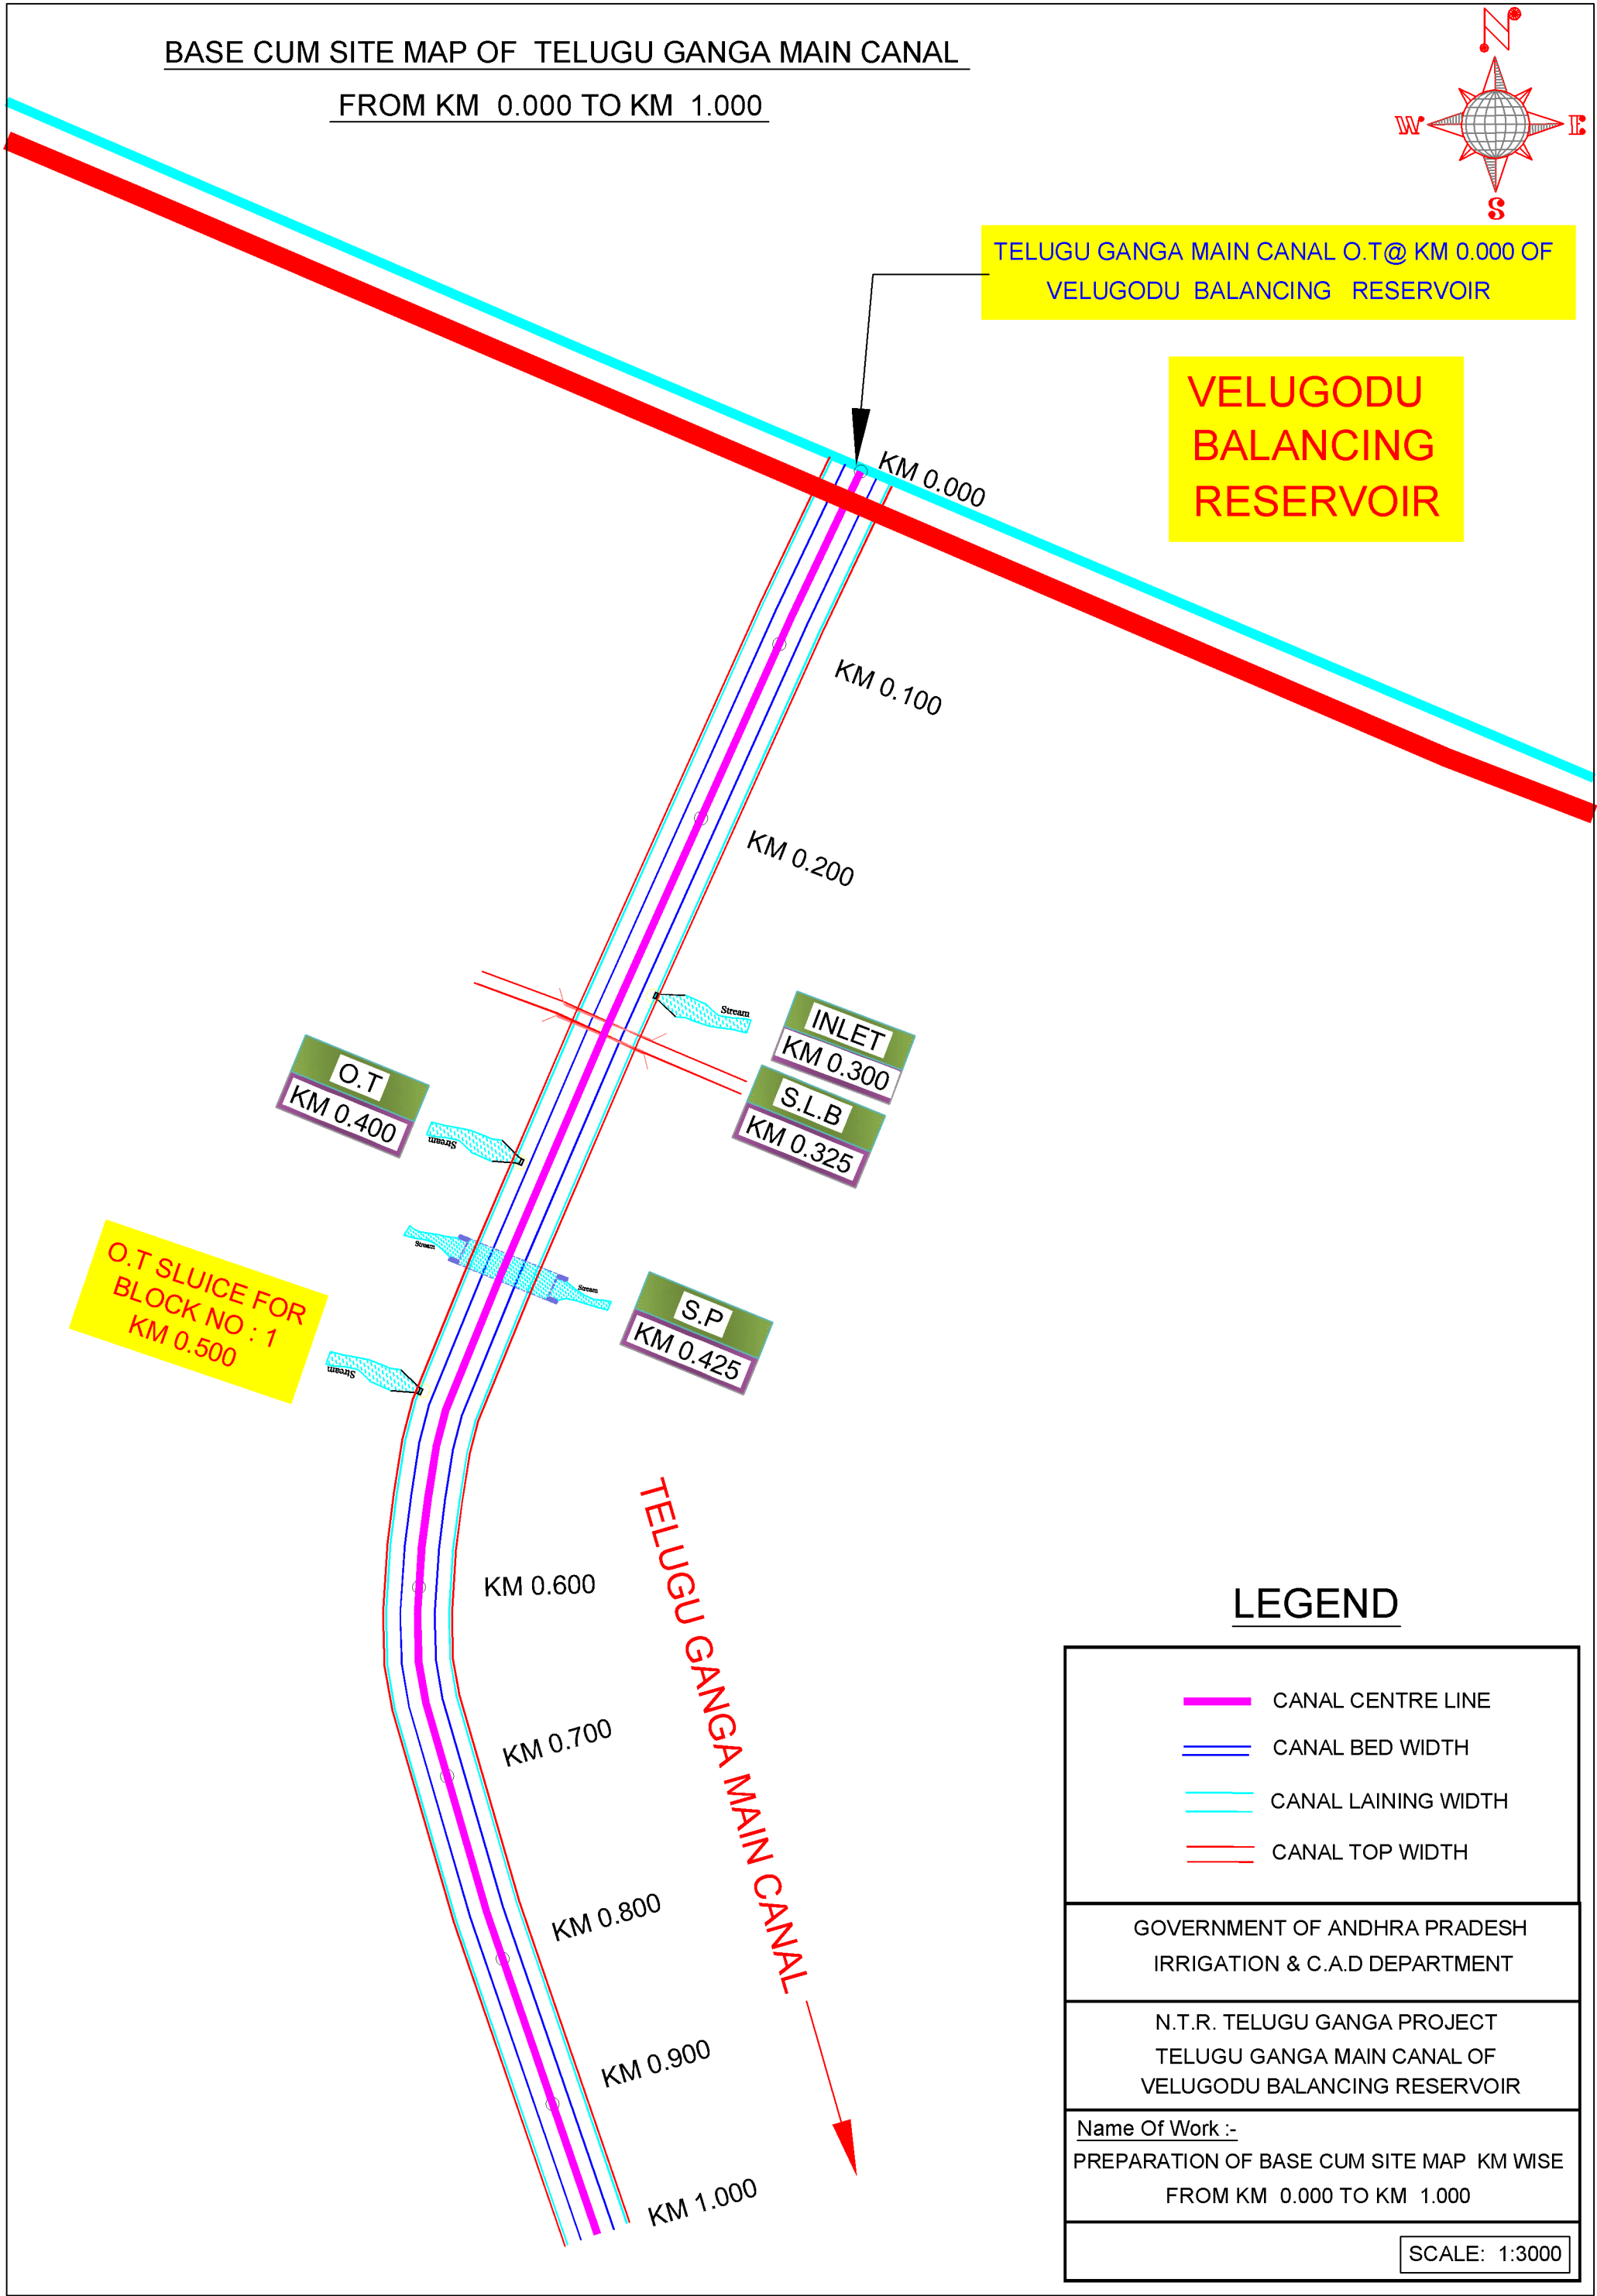 BASE CUM SITE MAP OF TELUGU GANGA MAIN CANAL
FROM KM 0.000 TO KM 1.000
N
W
E
S
TELUGU GANGA MAIN CANAL O.T@ KM 0.000 OF
VELUGODU BALANCING RESERVOIR
VELUGODU
BALANCING
RESERVOIR
KM 0.000
KM 0.100
KM 0.200
Stream
INLET
KM 0.300
S.L.B
KM 0.325
O.T
KM 0.400
Stream
Stream
Stream
S.P
KM 0.425
O.T SLUICE FOR
BLOCK NO : 1
KM 0.500
Stream
TELUGU GANGA MAIN CANAL
KM 0.600
KM 0.700
KM 0.800
KM 0.900
KM 1.000
LEGEND
CANAL CENTRE LINE
CANAL BED WIDTH
CANAL LAINING WIDTH
CANAL TOP WIDTH
GOVERNMENT OF ANDHRA PRADESH
IRRIGATION & C.A.D DEPARTMENT
N.T.R. TELUGU GANGA PROJECT
TELUGU GANGA MAIN CANAL OF
VELUGODU BALANCING RESERVOIR
Name Of Work :-
PREPARATION OF BASE CUM SITE MAP KM WISE
FROM KM 0.000 TO KM 1.000
SCALE: 1:3000